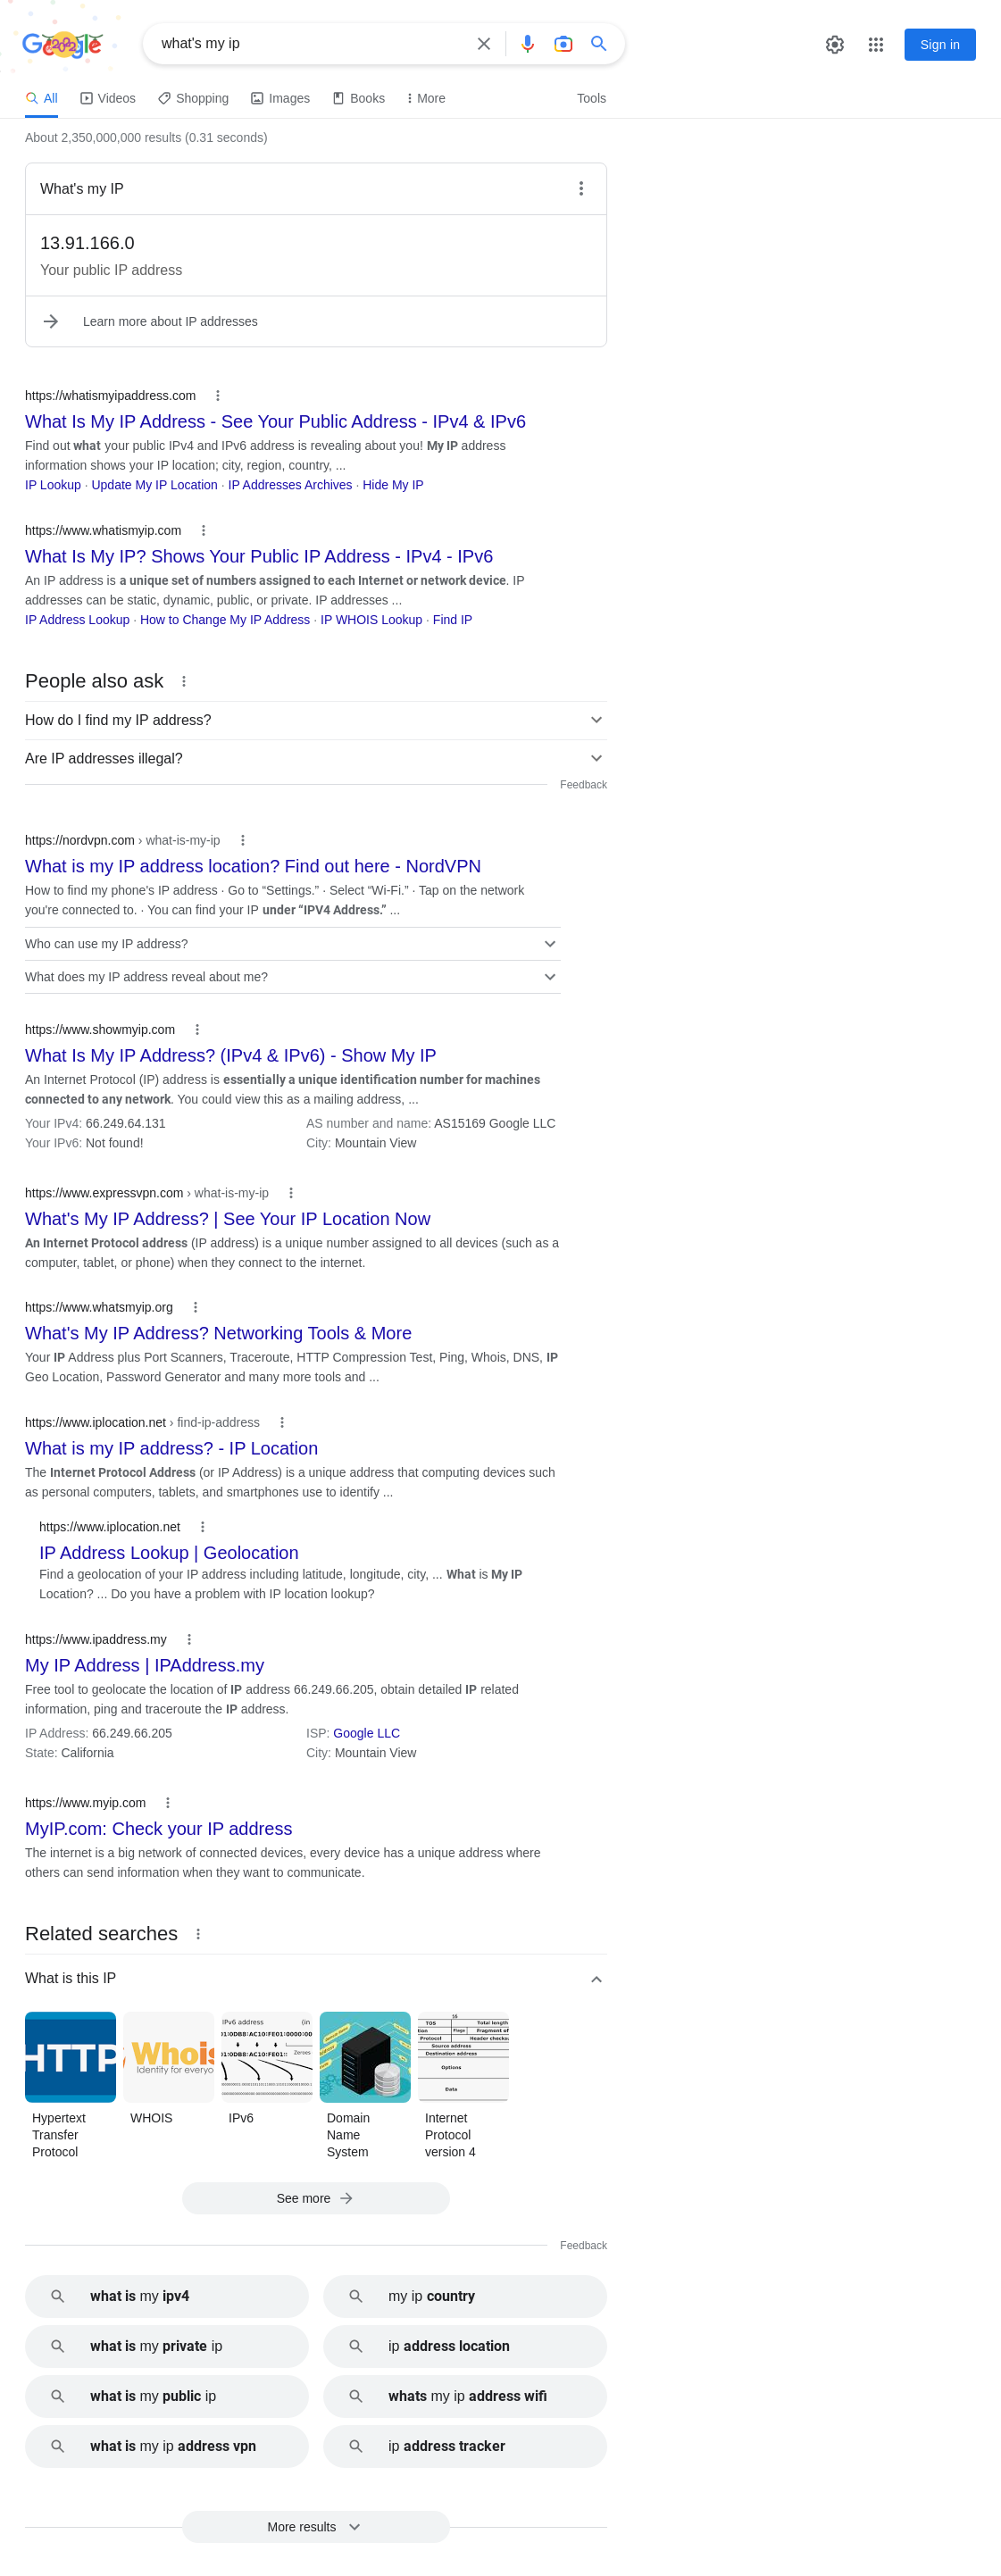 Google
what's my ip
Sign in
All
Videos
Shopping
Images
Books
More
Tools
About 2,350,000,000 results (0.31 seconds)
What's my IP
13.91.166.0
Your public IP address
Learn more about IP addresses
https://whatismyipaddress.com
What Is My IP Address - See Your Public Address - IPv4 & IPv6
Find out what your public IPv4 and IPv6 address is revealing about you! My IP address
information shows your IP location; city, region, country, ...
IP Lookup · Update My IP Location · IP Addresses Archives · Hide My IP
https://www.whatismyip.com
What Is My IP? Shows Your Public IP Address - IPv4 - IPv6
An IP address is a unique set of numbers assigned to each Internet or network device. IP
addresses can be static, dynamic, public, or private. IP addresses ...
IP Address Lookup · How to Change My IP Address · IP WHOIS Lookup · Find IP
People also ask
How do I find my IP address?
Are IP addresses illegal?
Feedback
https://nordvpn.com › what-is-my-ip
What is my IP address location? Find out here - NordVPN
How to find my phone's IP address · Go to “Settings.” · Select “Wi-Fi.” · Tap on the network
you're connected to. · You can find your IP under “IPV4 Address.” ...
Who can use my IP address?
What does my IP address reveal about me?
https://www.showmyip.com
What Is My IP Address? (IPv4 & IPv6) - Show My IP
An Internet Protocol (IP) address is essentially a unique identification number for machines
connected to any network. You could view this as a mailing address, ...
Your IPv4: 66.249.64.131
AS number and name: AS15169 Google LLC
Your IPv6: Not found!
City: Mountain View
https://www.expressvpn.com › what-is-my-ip
What's My IP Address? | See Your IP Location Now
An Internet Protocol address (IP address) is a unique number assigned to all devices (such as a
computer, tablet, or phone) when they connect to the internet.
https://www.whatsmyip.org
What's My IP Address? Networking Tools & More
Your IP Address plus Port Scanners, Traceroute, HTTP Compression Test, Ping, Whois, DNS, IP
Geo Location, Password Generator and many more tools and ...
https://www.iplocation.net › find-ip-address
What is my IP address? - IP Location
The Internet Protocol Address (or IP Address) is a unique address that computing devices such
as personal computers, tablets, and smartphones use to identify ...
https://www.iplocation.net
IP Address Lookup | Geolocation
Find a geolocation of your IP address including latitude, longitude, city, ... What is My IP
Location? ... Do you have a problem with IP location lookup?
https://www.ipaddress.my
My IP Address | IPAddress.my
Free tool to geolocate the location of IP address 66.249.66.205, obtain detailed IP related
information, ping and traceroute the IP address.
IP Address: 66.249.66.205
ISP: Google LLC
State: California
City: Mountain View
https://www.myip.com
MyIP.com: Check your IP address
The internet is a big network of connected devices, every device has a unique address where
others can send information when they want to communicate.
Related searches
What is this IP
HTTP
Whois
Identity for everyo
IPv6 address (in
Zeroes
16
TOS
Total length
Flags
Fragment of
Protocol
Header checksu
Source address
Destination address
Options
Data
Hypertext
Transfer
Protocol
WHOIS
IPv6
Domain
Name
System
Internet
Protocol
version 4
See more
Feedback
what is my ipv4
my ip country
what is my private ip
ip address location
what is my public ip
whats my ip address wifi
what is my ip address vpn
ip address tracker
More results